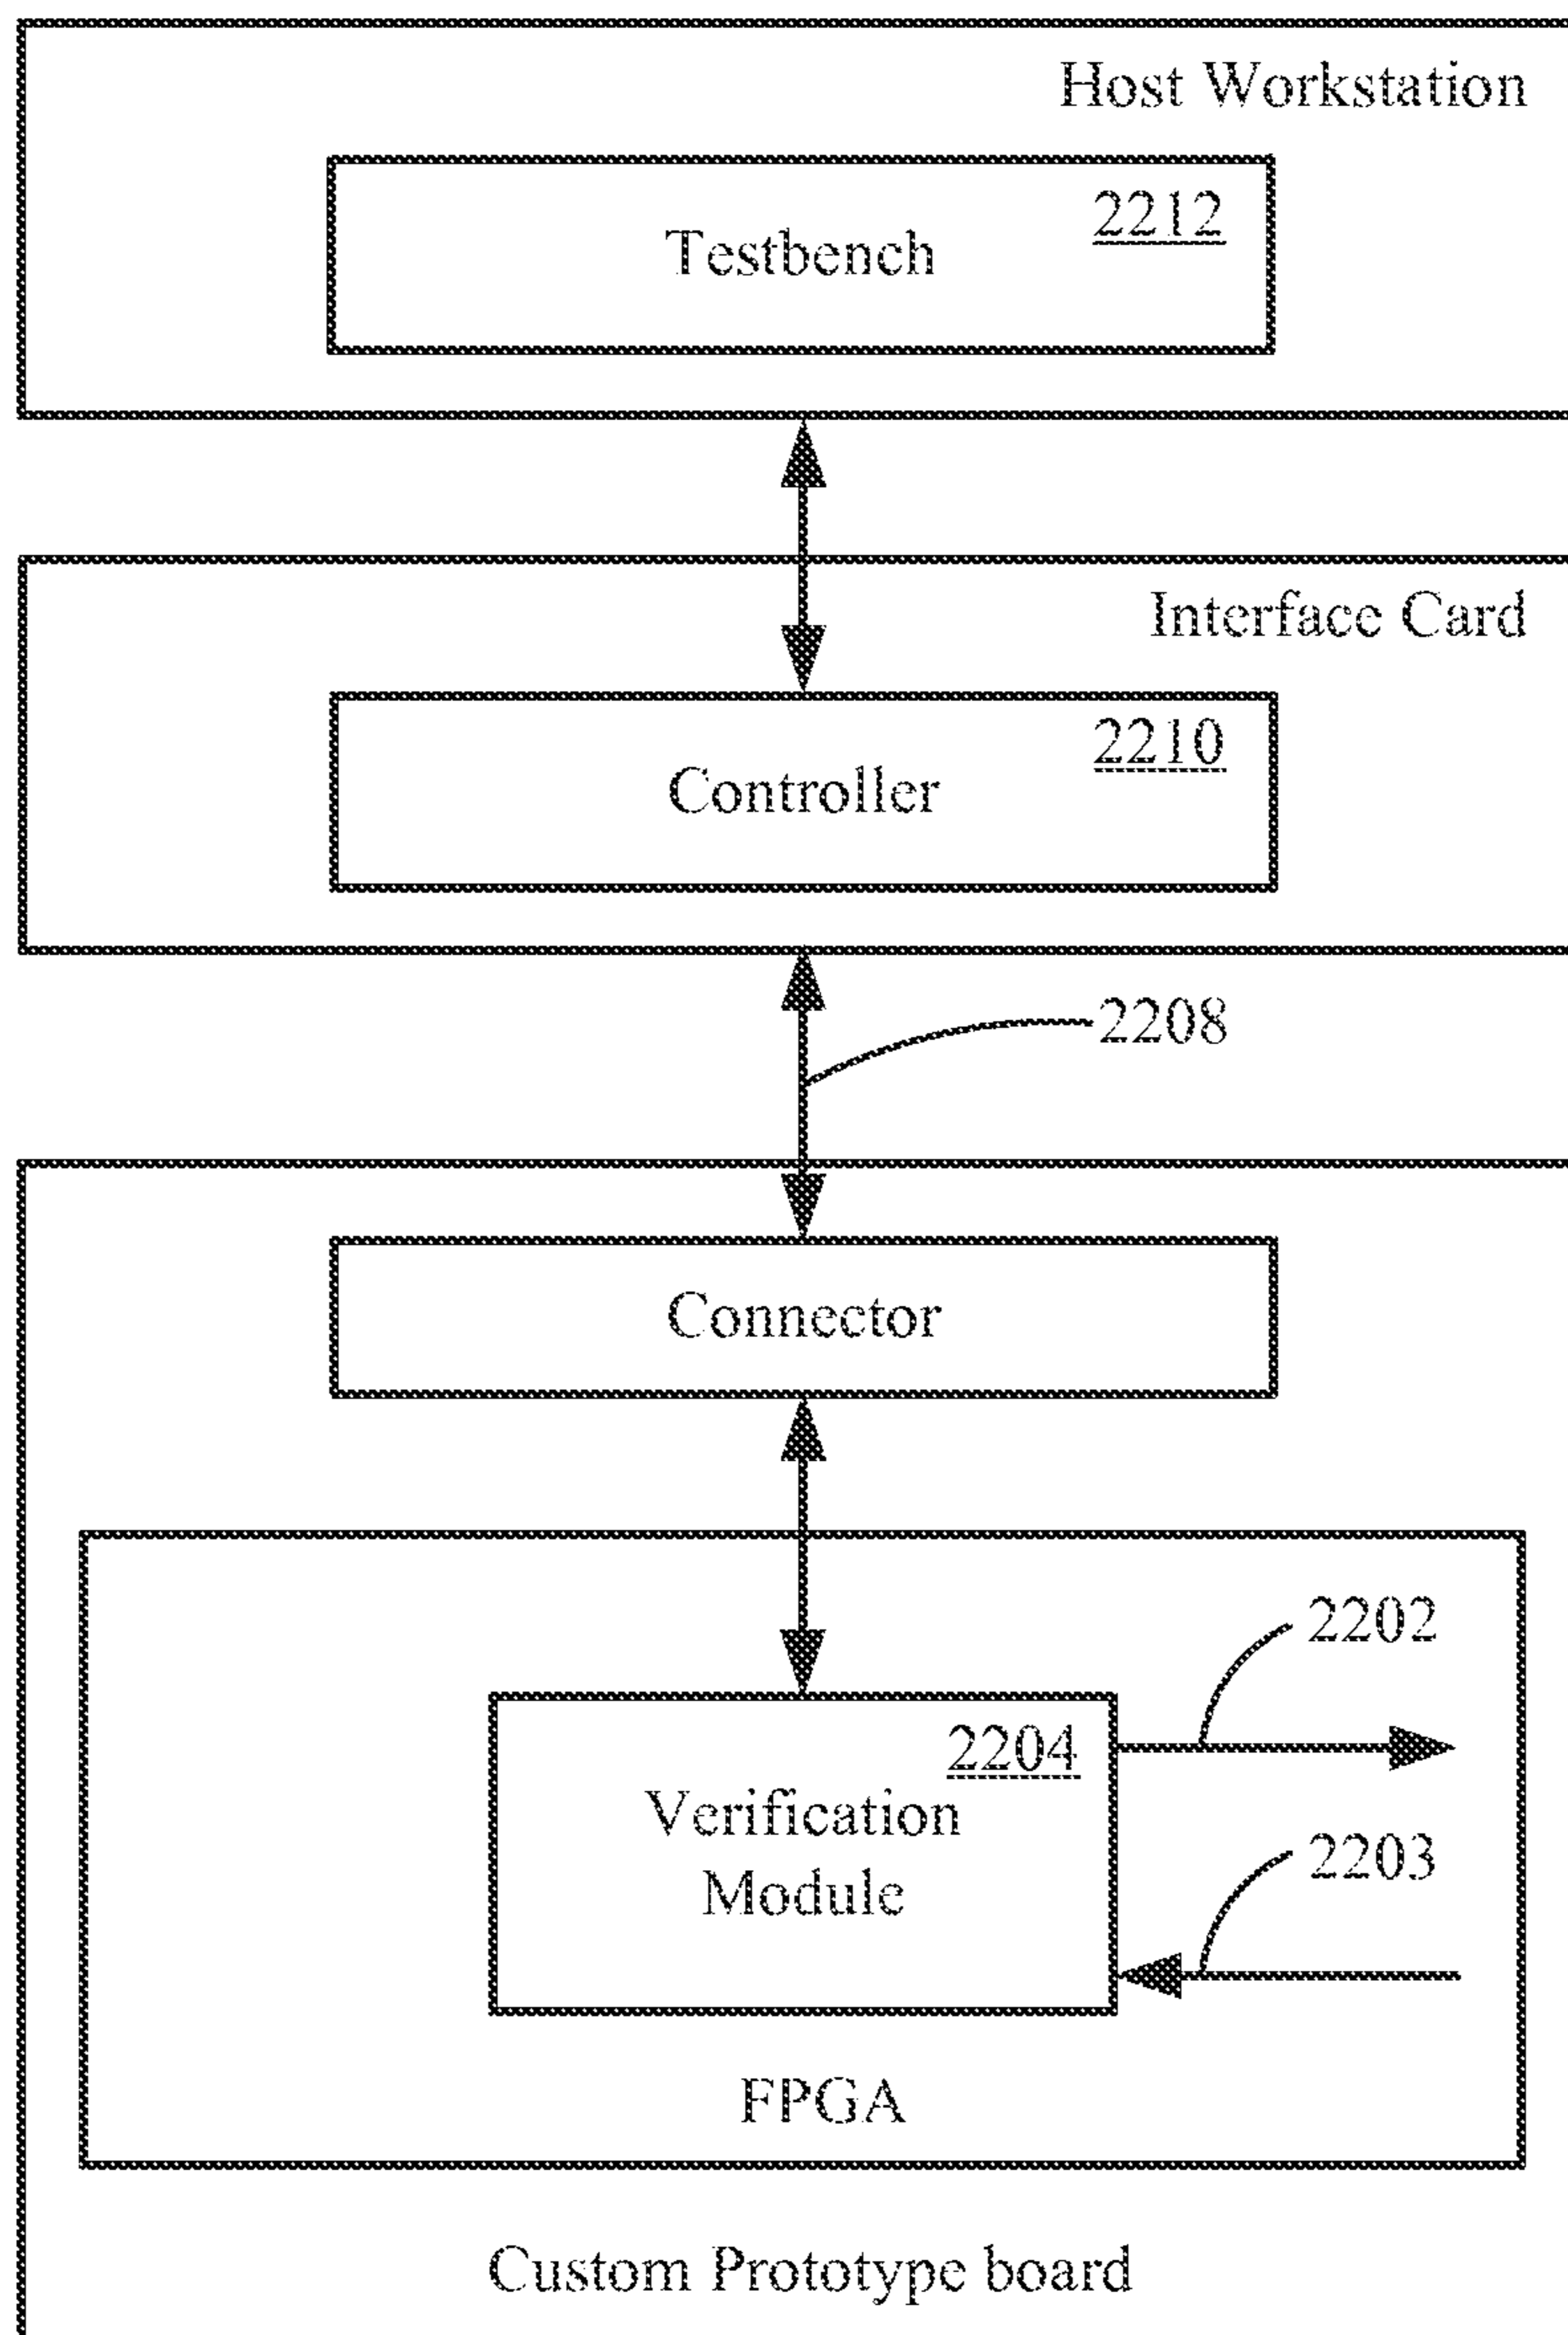 Host Workstation
2212
Testbench
Interface Card
2210
Controller
2208
Connector
2202
2204
Verification
Module
2203
FPGA
Custom Prototype board